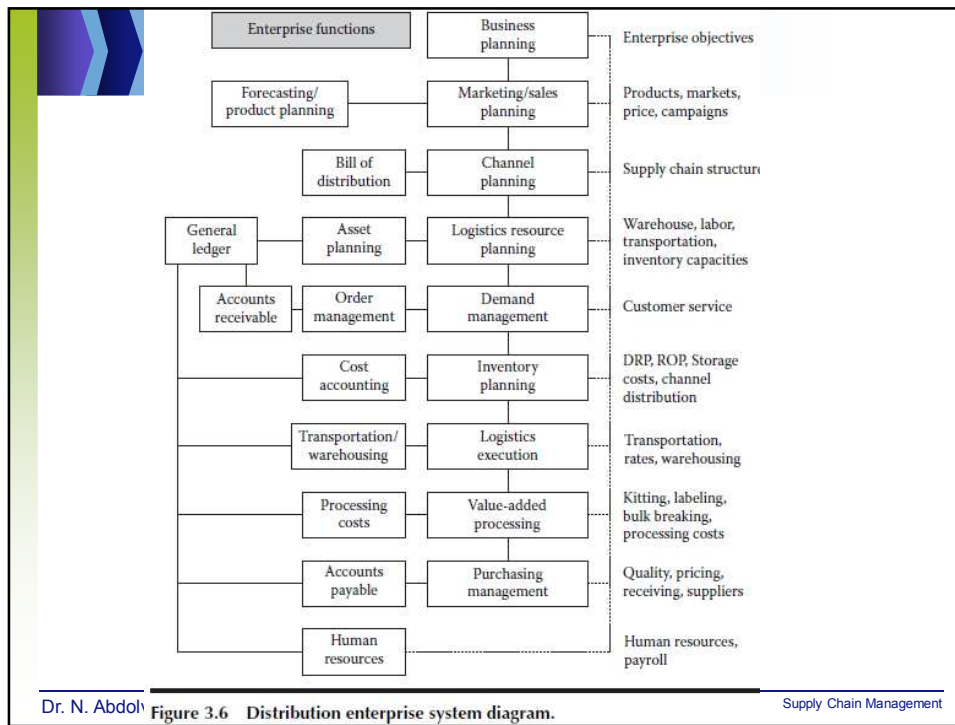 Enterprise functions
Business
planning
Enterprise objectives
Forecasting/
product planning
Marketing/sales
planning
Products, markets,
price, campaigns
Bill of
distribution
Channel
planning
Supply chain structure
General
ledger
Asset
planning
Logistics resource
planning
Warehouse, labor,
transportation,
inventory capacities
Accounts
receivable
Order
management
Demand
management
Customer service
Cost
accounting
Inventory
planning
DRP, ROP, Storage
costs, channel
distribution
Transportation/
warehousing
Logistics
execution
Transportation,
rates, warehousing
Processing
costs
Value-added
processing
Kitting, labeling,
bulk breaking,
processing costs
Accounts
payable
Purchasing
management
Quality, pricing,
receiving, suppliers
Human
resources
Human resources,
payroll
Dr. N.
Figure 3.6 Distribution enterprise system diagram.
Supply Chain Management